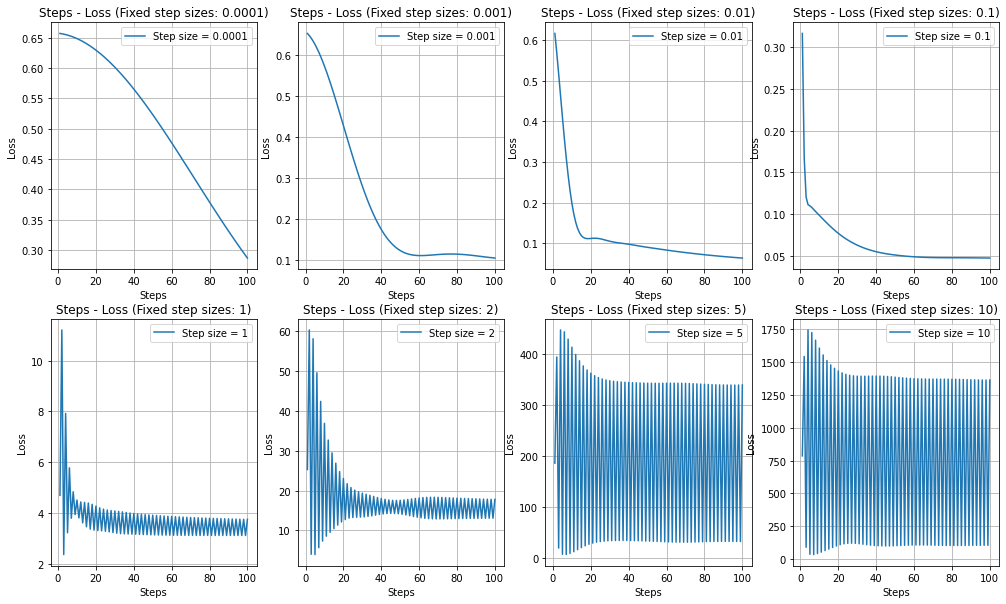 Steps - Loss (Fixed step sizes: 0.0001)
Step size = 0.0001
Loss
0.65
0.60
0.55
0.50
0.45
0.40
0.35
0.30
0 20 40 60 80 100
Steps
Steps - Loss (Fixed step sizes: 0.001)
Step size = 0.001
Loss
0.6
0.5
0.4
0.3
0.2
0.1
0 20 40 60 80 100
Steps
Steps - Loss (Fixed step sizes: 0.01)
Step size = 0.01
Loss
0.6
0.5
0.4
0.3
0.2
0.1
0 20 40 60 80 100
Steps
Steps - Loss (Fixed step sizes: 0.1)
Step size = 0.1
Loss
0.30
0.25
0.20
0.15
0.10
0.05
0 20 40 60 80 100
Steps
Steps - Loss (Fixed step sizes: 1)
Step size = 1
Loss
10
8
6
4
2
0 20 40 60 80 100
Steps
Steps - Loss (Fixed step sizes: 2)
Step size = 2
Loss
60
50
40
30
20
10
0 20 40 60 80 100
Steps
Steps - Loss (Fixed step sizes: 5)
Step size = 5
Loss
400
300
200
100
0
0 20 40 60 80 100
Steps
Steps - Loss (Fixed step sizes: 10)
Step size = 10
Loss
1750
1500
1250
1000
750
500
250
0
0 20 40 60 80 100
Steps